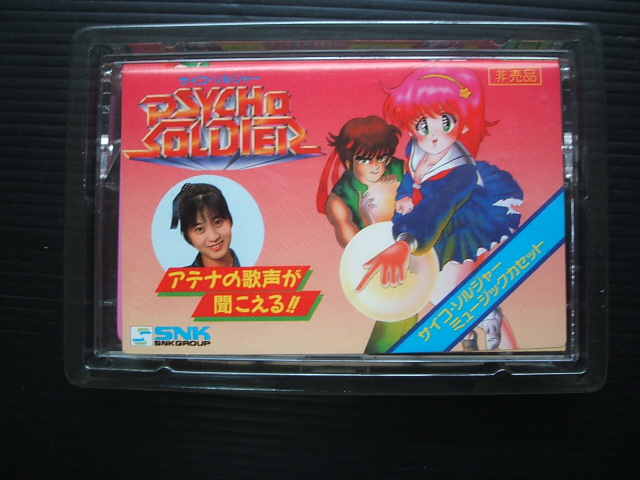 サイコ・ソルジャー
PSYCHO
SOLDIER
非売品
アテナの歌声が
聞こえる!!
SNK
SNK GROUP
サイコ・ソルジャー
ミュージックカセット